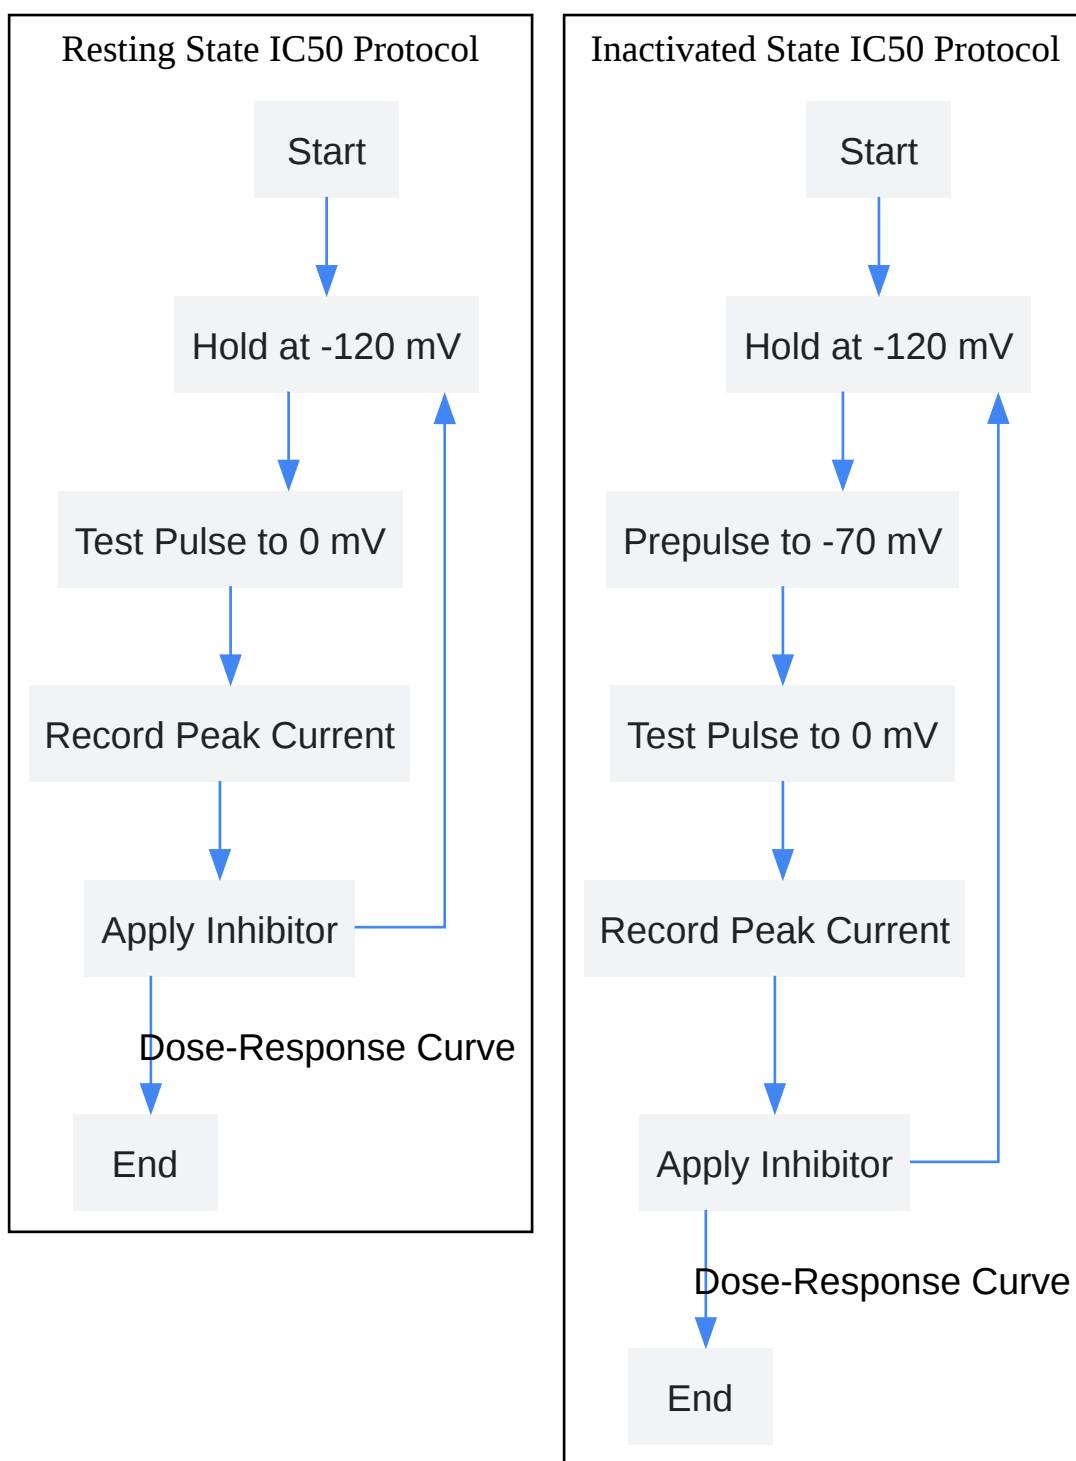 Resting State IC50 Protocol
Start
Hold at -120 mV
Test Pulse to 0 mV
Record Peak Current
Apply Inhibitor
Dose-Response Curve
End
Inactivated State IC50 Protocol
Start
Hold at -120 mV
Prepulse to -70 mV
Test Pulse to 0 mV
Record Peak Current
Apply Inhibitor
Dose-Response Curve
End